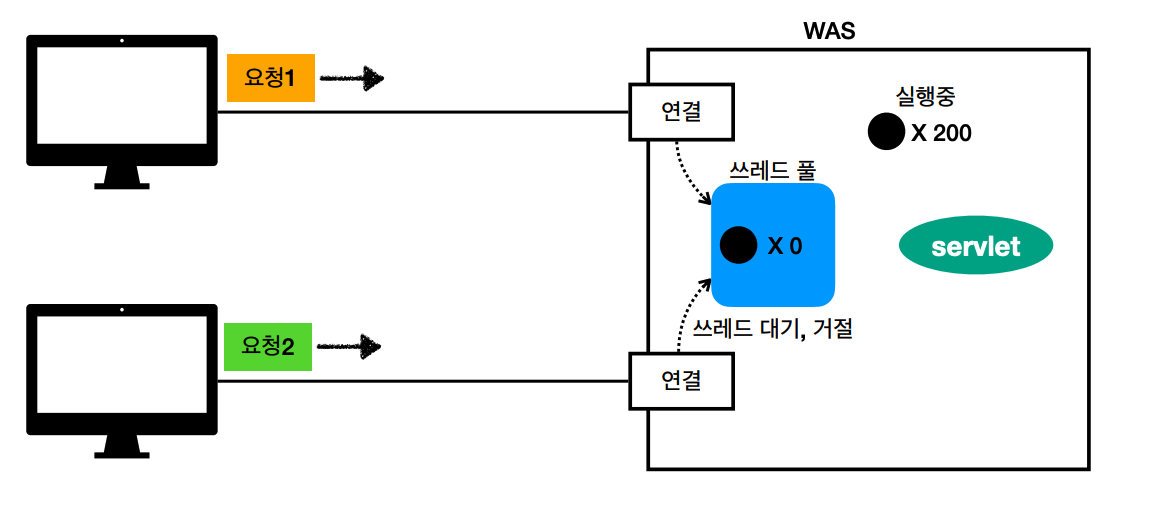 WAS
요청1
연결
실행중
X 200
쓰레드 풀
X 0
servlet
쓰레드 대기, 거절
요청2
연결